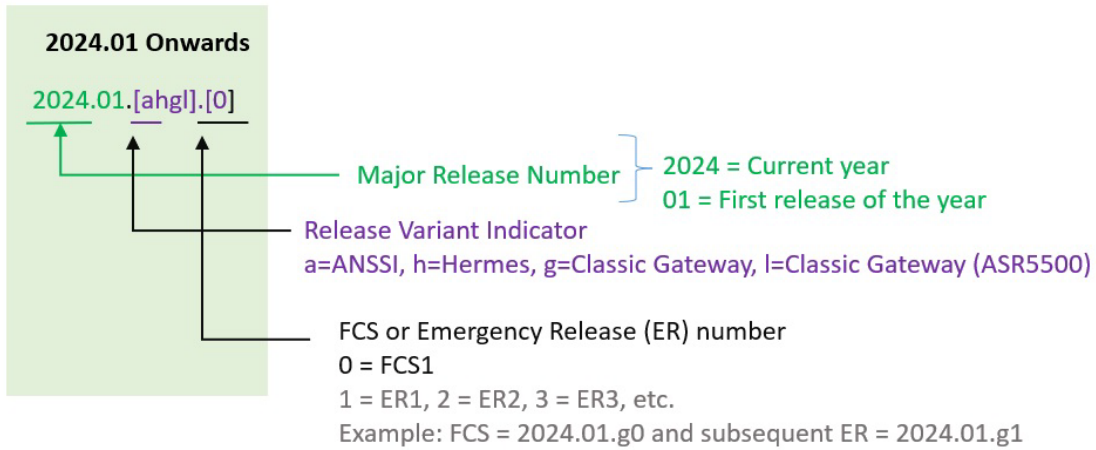 2024.01 Onwards
2024.01.[ahgl].[0]
Major Release Number
2024 = Current year
01 = First release of the year
Release Variant Indicator
a=ANSSI, h=Hermes, g=Classic Gateway, l=Classic Gateway (ASR5500)
FCS or Emergency Release (ER) number
0 = FCS1
1 = ER1, 2 = ER2, 3 = ER3, etc.
Example: FCS = 2024.01.g0 and subsequent ER = 2024.01.g1